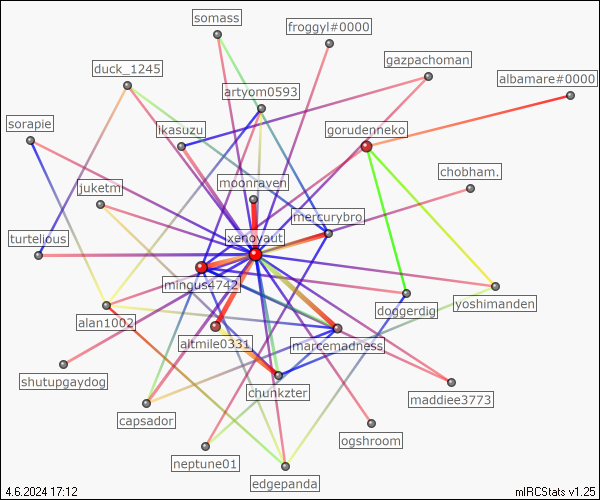 somass
froggyl#0000
gazpachoman
duck_1245
albamare#0000
artyom0593
sorapie
ikasuzu
gorudenneko
chobham.
moonraven
juketm
mercurybro
turtelious
xenoyaut
mingus4742
doggerdig
yoshimanden
alan1002
altmile0331
marcemadness
shutupgaydog
chunkzter
maddiee3773
capsador
ogshroom
neptune01
edgepanda
4.6.2024 17:12
mIRCStats v1.25